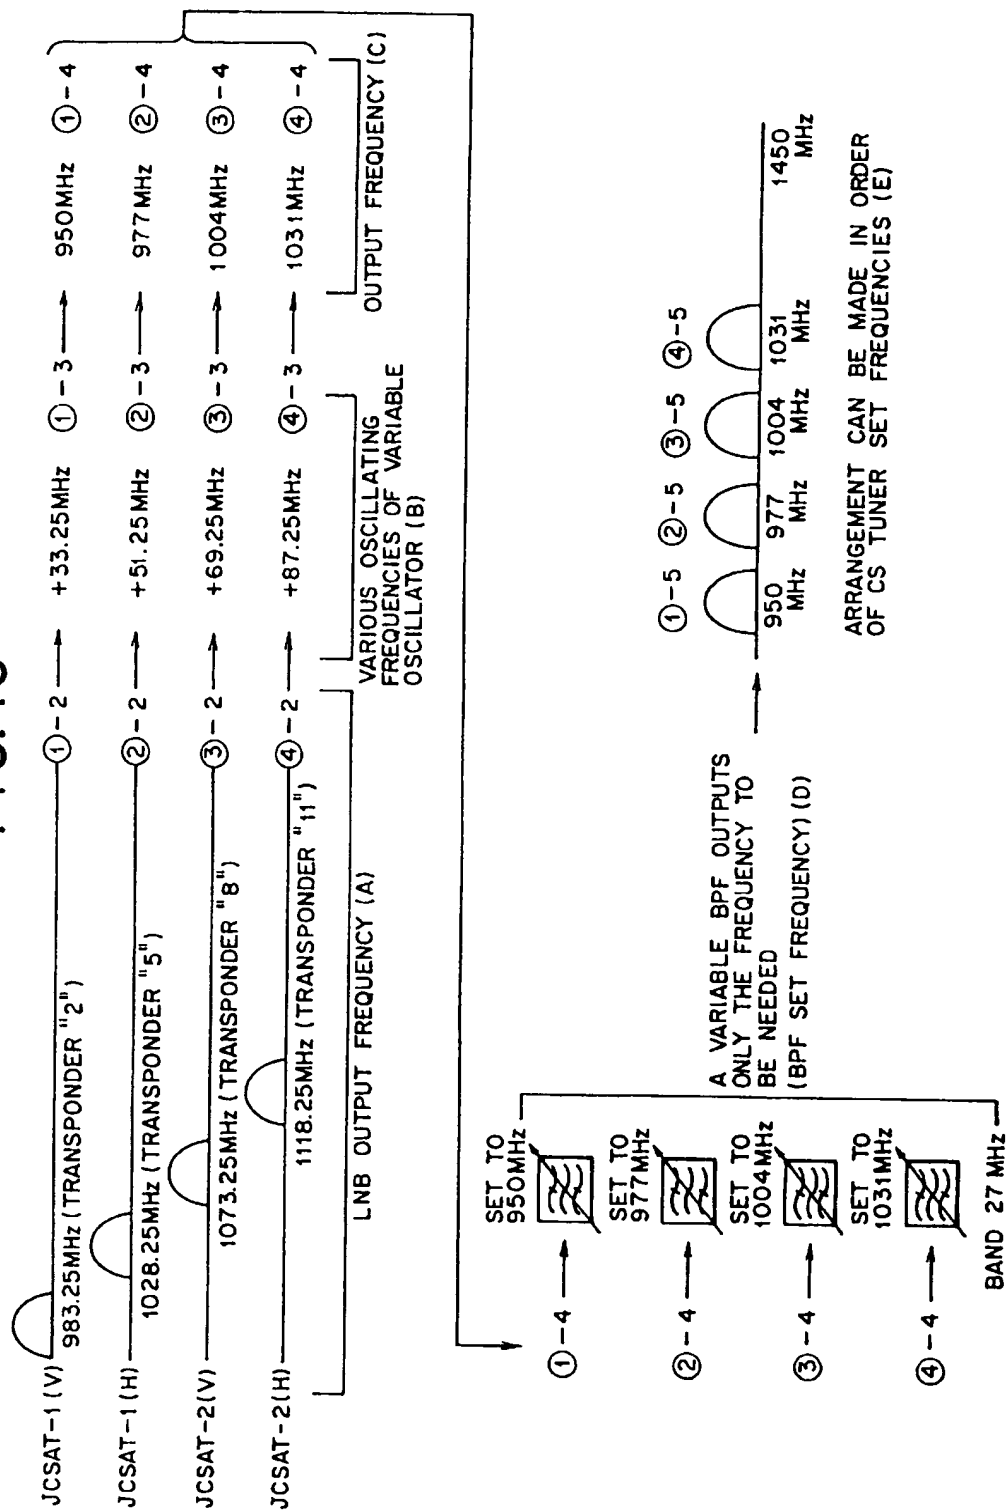 JCSAT-1(V)
983.25MHz (TRANSPONDER "2")
①-2
+33.25MHz
①-3
950MHz
①-4
JCSAT-1(H)
1028.25MHz (TRANSPONDER "5")
②-2
+51.25MHz
②-3
977MHz
②-4
JCSAT-2(V)
1073.25MHz (TRANSPONDER "8")
③-2
+69.25MHz
③-3
1004MHz
③-4
JCSAT-2(H)
1118.25MHz (TRANSPONDER "11")
④-2
+87.25MHz
④-3
1031MHz
④-4
LNB OUTPUT FREQUENCY (A)
VARIOUS OSCILLATING
FREQUENCIES OF VARIABLE
OSCILLATOR (B)
OUTPUT FREQUENCY (C)
①-4
SET TO
950MHz
②-4
SET TO
977MHz
③-4
SET TO
1004MHz
④-4
SET TO
1031MHz
BAND 27 MHz
A VARIABLE BPF OUTPUTS
ONLY THE FREQUENCY TO
BE NEEDED
(BPF SET FREQUENCY) (D)
①-5
②-5
③-5
④-5
950
MHz
977
MHz
1004
MHz
1031
MHz
1450
MHz
ARRANGEMENT CAN BE MADE IN ORDER
OF CS TUNER SET FREQUENCIES (E)